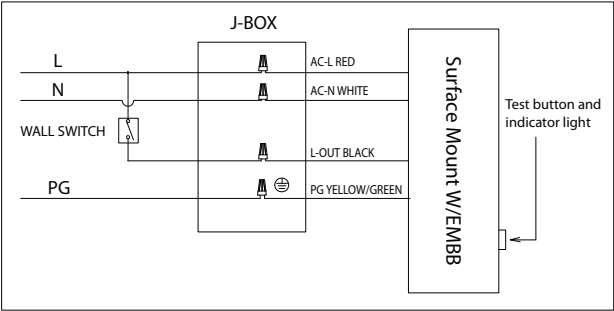 J-BOX
L
AC-L RED
N
AC-N WHITE
WALL SWITCH
L-OUT BLACK
PG
PG YELLOW/GREEN
Surface Mount W/EMBB
Test button and
indicator light